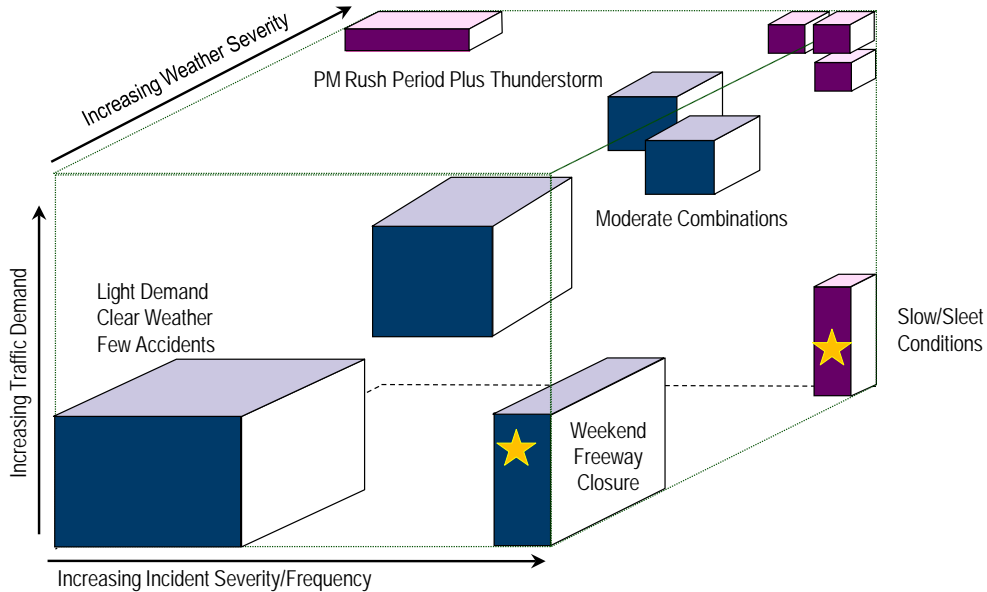 Increasing Weather Severity
PM Rush Period Plus Thunderstorm
Moderate Combinations
Increasing Traffic Demand
Light Demand
Clear Weather
Few Accidents
Slow/Sleet
Conditions
Weekend
Freeway
Closure
Increasing Incident Severity/Frequency